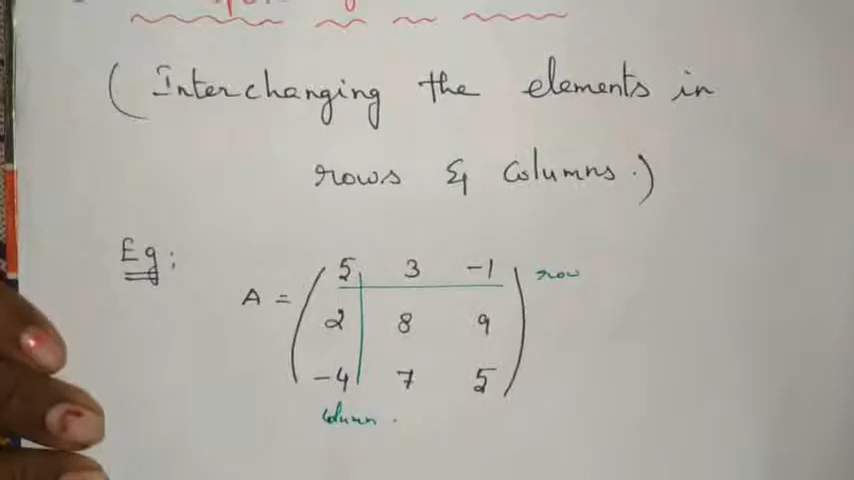 (Interchanging the elements in
rows & columns.)
Eg:
A = ( 5 3 -1 ) row
2 8 9
-4 7 5
column.